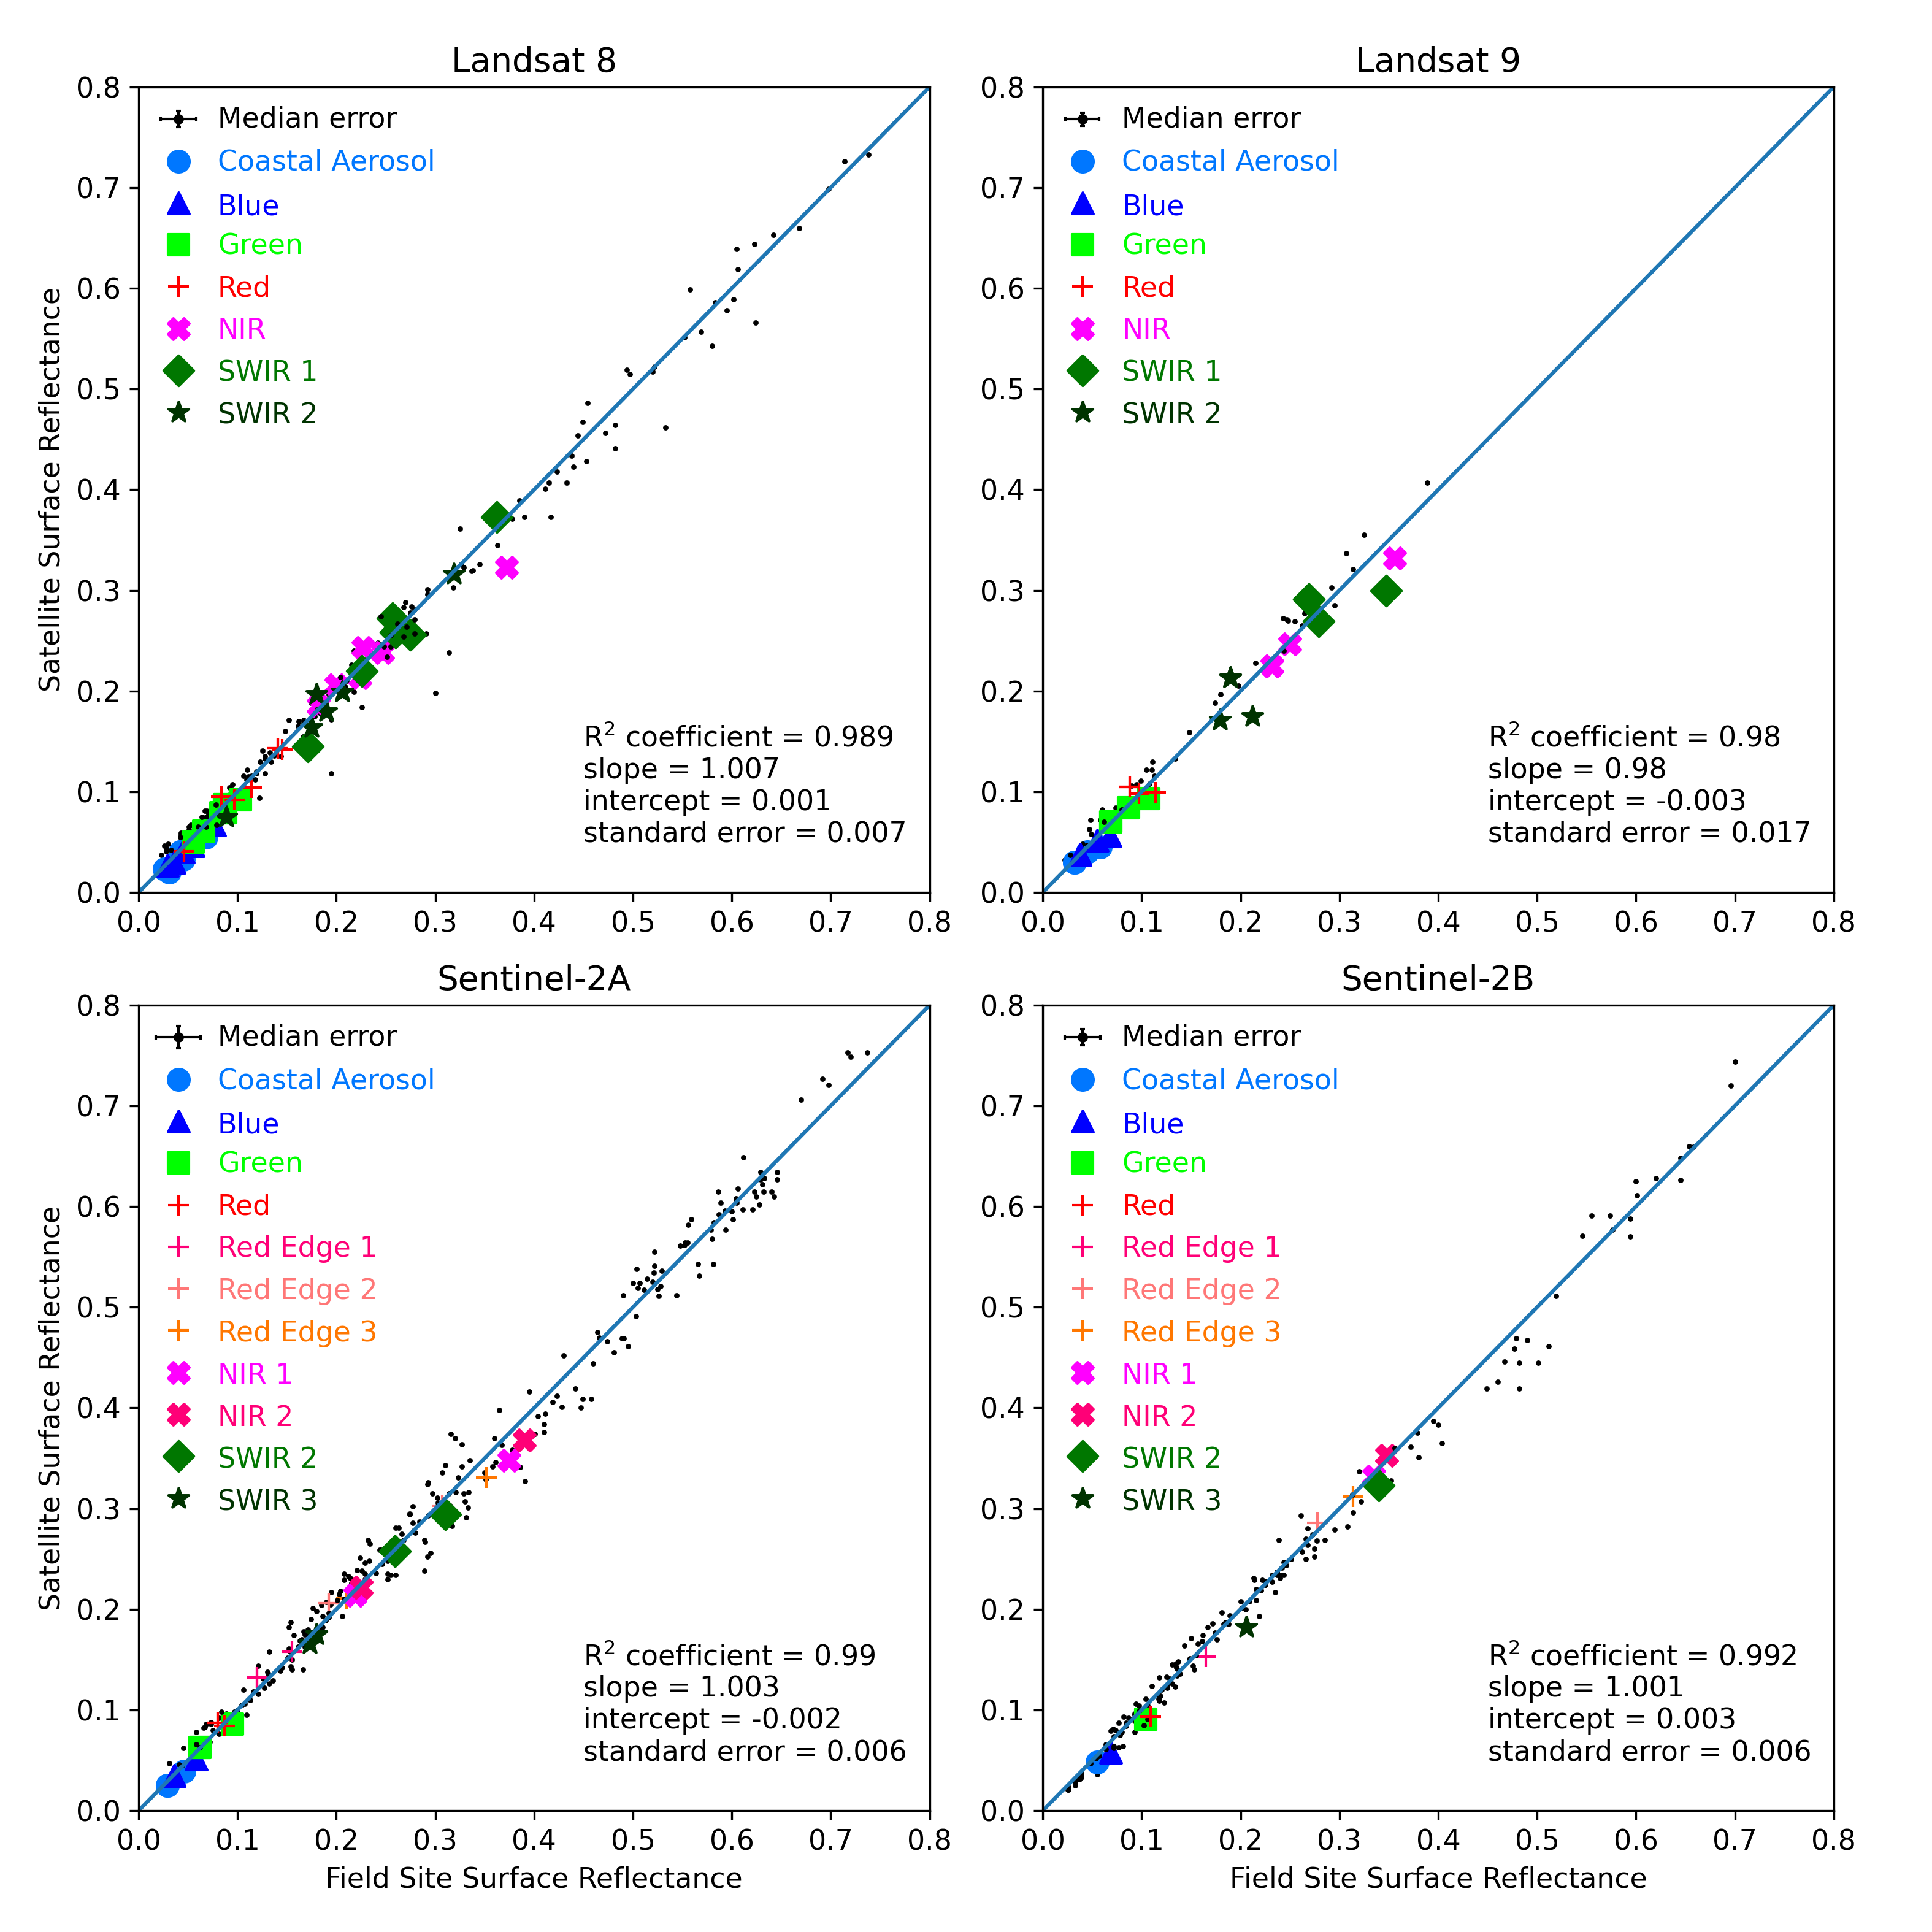 Landsat 8
0.8
0.7
0.6
0.5
0.4
0.3
0.2
0.1
0.0
Satellite Surface Reflectance
Median error
Coastal Aerosol
Blue
Green
Red
NIR
SWIR 1
SWIR 2
R² coefficient = 0.989
slope = 1.007
intercept = 0.001
standard error = 0.007
0.0 0.1 0.2 0.3 0.4 0.5 0.6 0.7 0.8
Landsat 9
0.8
0.7
0.6
0.5
0.4
0.3
0.2
0.1
0.0
Median error
Coastal Aerosol
Blue
Green
Red
NIR
SWIR 1
SWIR 2
R² coefficient = 0.98
slope = 0.98
intercept = -0.003
standard error = 0.017
0.0 0.1 0.2 0.3 0.4 0.5 0.6 0.7 0.8
Sentinel-2A
0.8
0.7
0.6
0.5
0.4
0.3
0.2
0.1
0.0
Satellite Surface Reflectance
Median error
Coastal Aerosol
Blue
Green
Red
Red Edge 1
Red Edge 2
Red Edge 3
NIR 1
NIR 2
SWIR 2
SWIR 3
R² coefficient = 0.99
slope = 1.003
intercept = -0.002
standard error = 0.006
0.0 0.1 0.2 0.3 0.4 0.5 0.6 0.7 0.8
Field Site Surface Reflectance
Sentinel-2B
0.8
0.7
0.6
0.5
0.4
0.3
0.2
0.1
0.0
Median error
Coastal Aerosol
Blue
Green
Red
Red Edge 1
Red Edge 2
Red Edge 3
NIR 1
NIR 2
SWIR 2
SWIR 3
R² coefficient = 0.992
slope = 1.001
intercept = 0.003
standard error = 0.006
0.0 0.1 0.2 0.3 0.4 0.5 0.6 0.7 0.8
Field Site Surface Reflectance